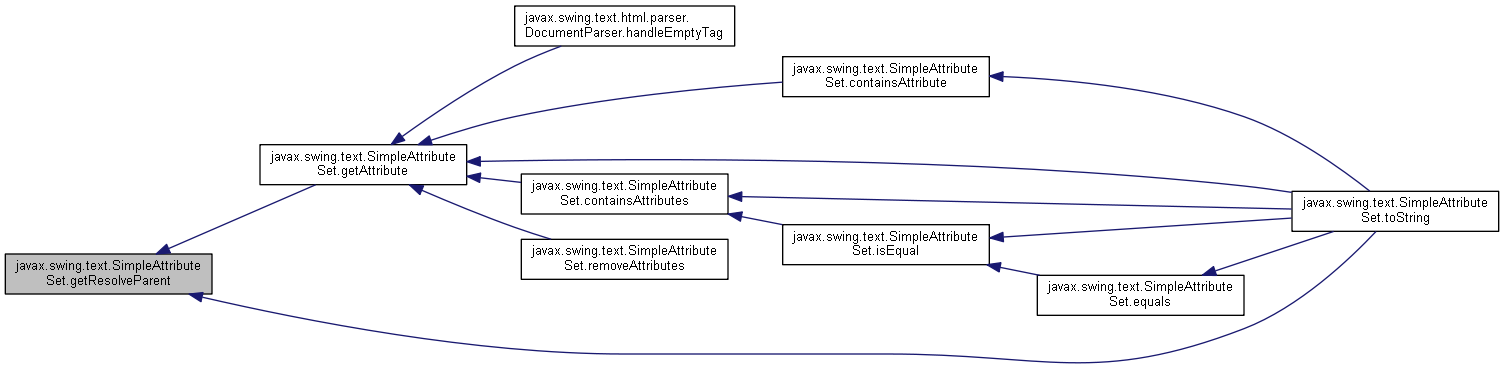 javax.swing.text.html.parser.
DocumentParser.handleEmptyTag
javax.swing.text.SimpleAttribute
Set.containsAttribute
javax.swing.text.SimpleAttribute
Set.getAttribute
javax.swing.text.SimpleAttribute
Set.containsAttributes
javax.swing.text.SimpleAttribute
Set.toString
javax.swing.text.SimpleAttribute
Set.isEqual
javax.swing.text.SimpleAttribute
Set.removeAttributes
javax.swing.text.SimpleAttribute
Set.getResolveParent
javax.swing.text.SimpleAttribute
Set.equals